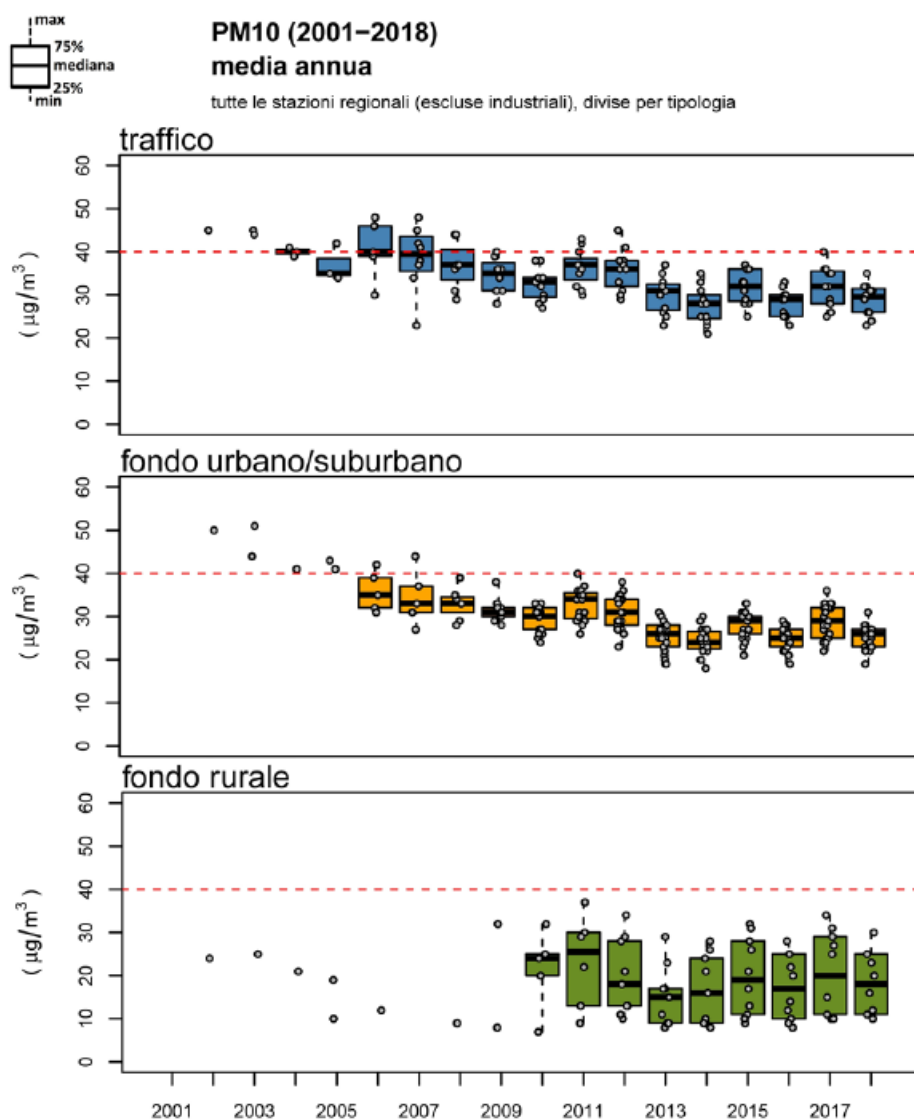 max
75%
mediana
25%
min
PM10 (2001−2018)
media annua
tutte le stazioni regionali (escluse industriali), divise per tipologia
traffico
60
50
40
30
20
10
0
( μg/m³ )
fondo urbano/suburbano
60
50
40
30
20
10
0
( μg/m³ )
fondo rurale
60
50
40
30
20
10
0
( μg/m³ )
2001 2003 2005 2007 2009 2011 2013 2015 2017